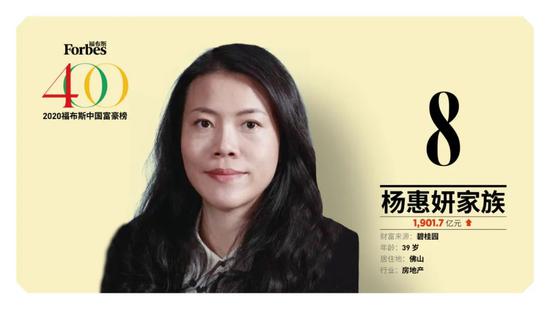 福布斯
Forbes
400
2020福布斯中国富豪榜
8
杨惠妍家族
1,901.7 亿元
财富来源：碧桂园
年龄：39 岁
居住地：佛山
行业：房地产